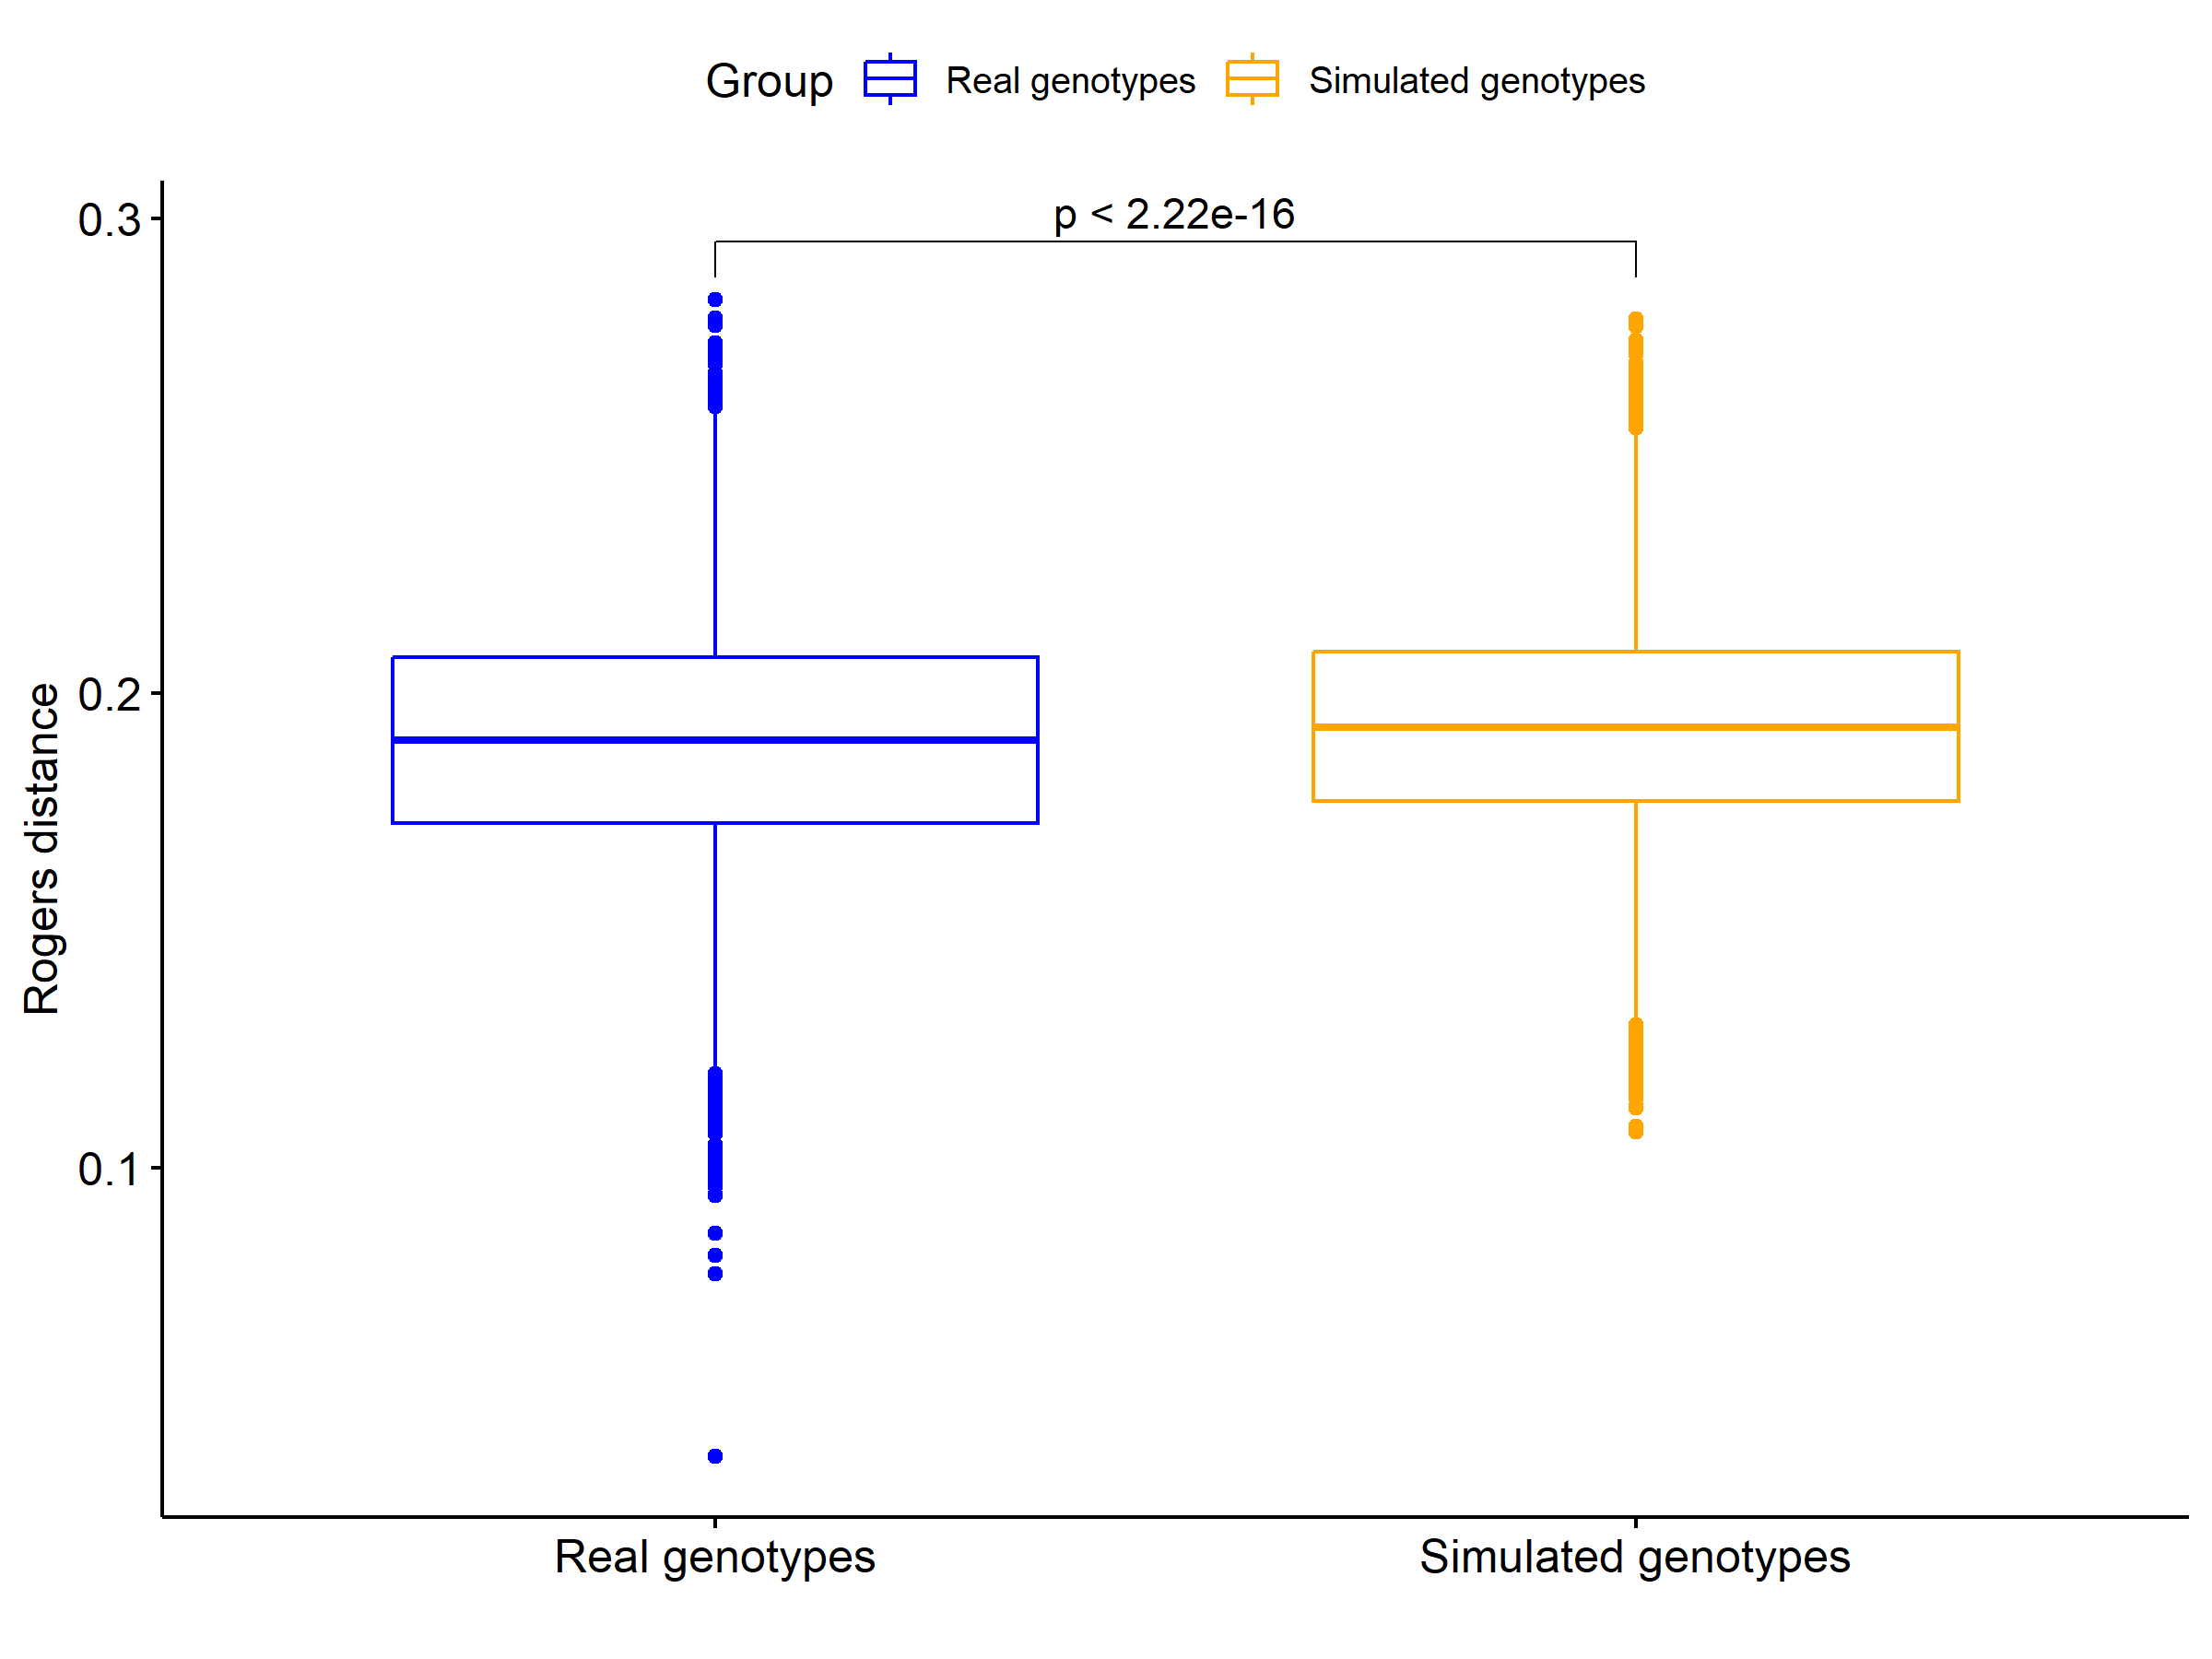 Group Real genotypes Simulated genotypes
p < 2.22e-16
0.3
0.2
0.1
Rogers distance
Real genotypes Simulated genotypes